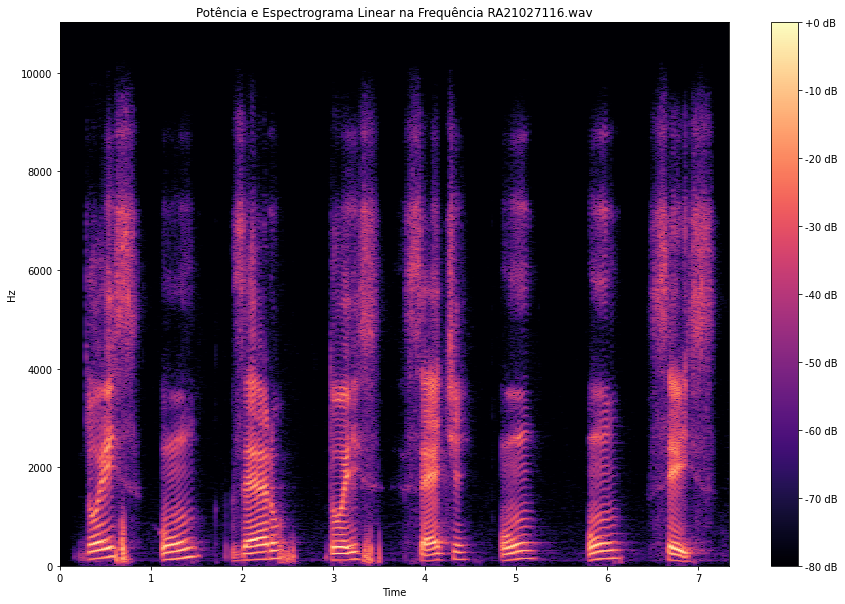 Potência e Espectrograma Linear na Frequência RA21027116.wav
+0 dB
-10 dB
-20 dB
-30 dB
-40 dB
-50 dB
-60 dB
-70 dB
-80 dB
10000
8000
6000
4000
2000
0
Hz
0 1 2 3 4 5 6 7
Time